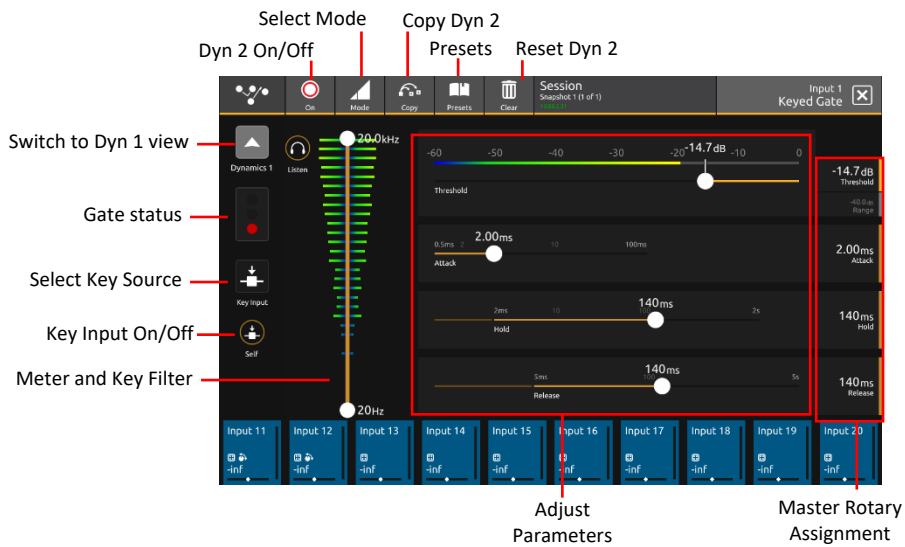 Select Mode
Copy Dyn 2
Dyn 2 On/Off
Presets
Reset Dyn 2
On
Mode
Copy
Presets
Clear
Session
Snapshot 1 (1 of 1)
Input 1
Keyed Gate
Switch to Dyn 1 view
Dynamics 1
Listen
20.0kHz
-60 -50 -40 -30 -20 -14.7dB -10 0
Threshold
-14.7dB
Threshold
-40.0dB
Range
Gate status
0.5ms 2 2.00ms 10 100ms
Attack
2.00ms
Attack
Select Key Source
Key Input
2ms 10 100 140ms 2s
Hold
140ms
Hold
Key Input On/Off
Self
Meter and Key Filter
5ms 100 140ms 5s
Release
140ms
Release
20Hz
Input 11 Input 12 Input 13 Input 14 Input 15 Input 16 Input 17 Input 18 Input 19 Input 20
-inf -inf -inf -inf -inf -inf -inf -inf -inf -inf
Adjust
Parameters
Master Rotary
Assignment